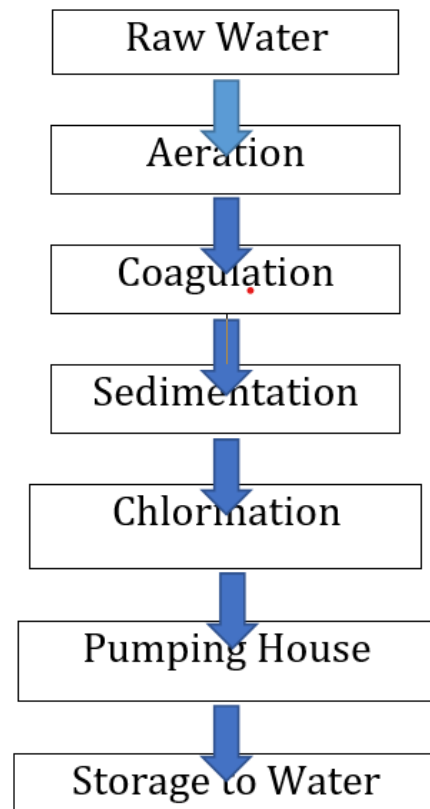 Raw Water
Aeration
Coagulation
Sedimentation
Chlorination
Pumping House
Storage to Water